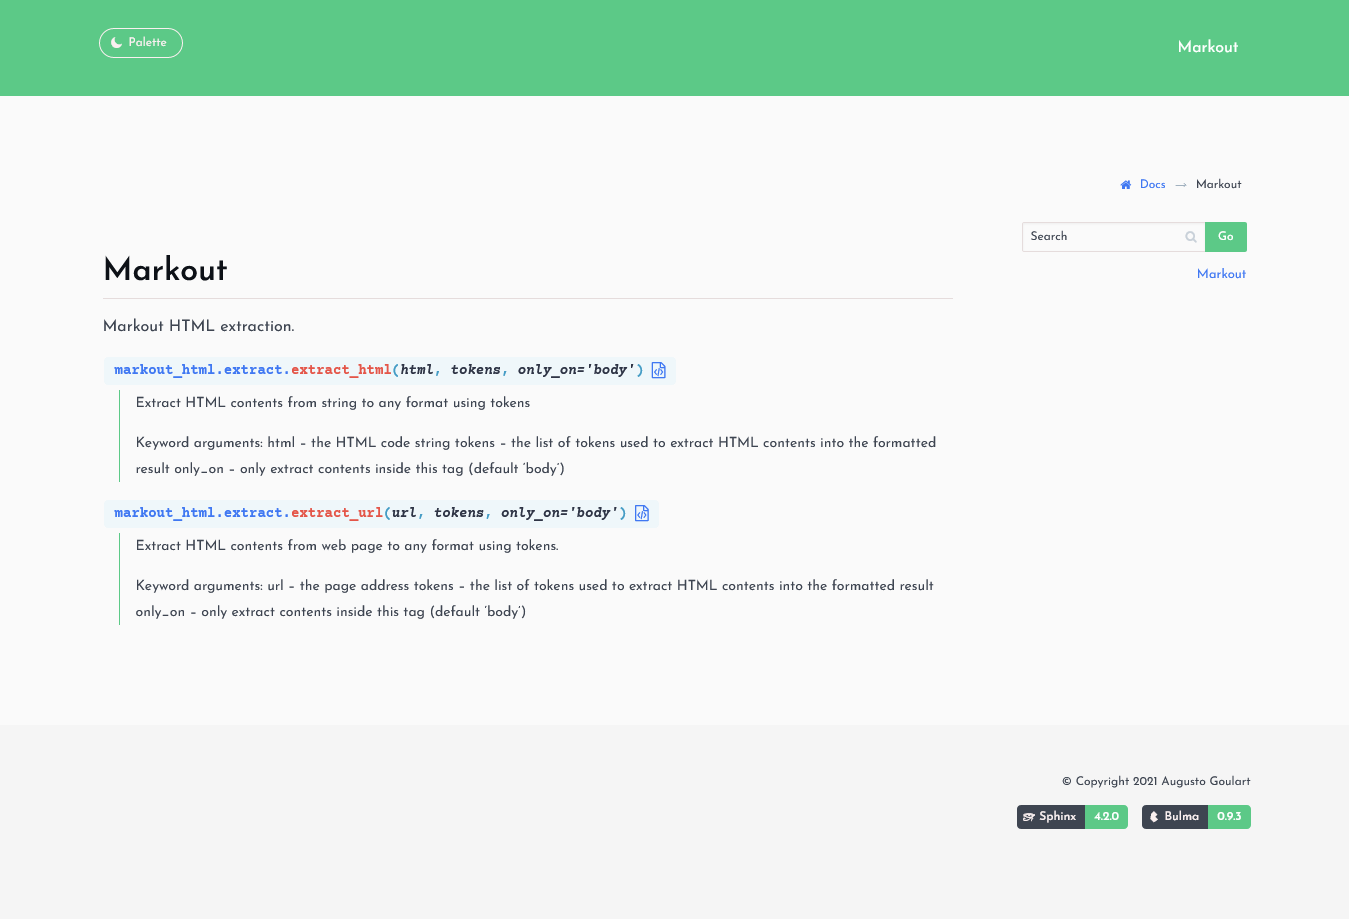 Palette
Markout
Docs → Markout
Search
Go
Markout
Markout
Markout HTML extraction.
markout_html.extract.extract_html(html, tokens, only_on='body')
Extract HTML contents from string to any format using tokens
Keyword arguments: html – the HTML code string tokens – the list of tokens used to extract HTML contents into the formatted
result only_on – only extract contents inside this tag (default ‘body’)
markout_html.extract.extract_url(url, tokens, only_on='body')
Extract HTML contents from web page to any format using tokens.
Keyword arguments: url – the page address tokens – the list of tokens used to extract HTML contents into the formatted result
only_on – only extract contents inside this tag (default ‘body’)
© Copyright 2021 Augusto Goulart
Sphinx 4.2.0 Bulma 0.9.3